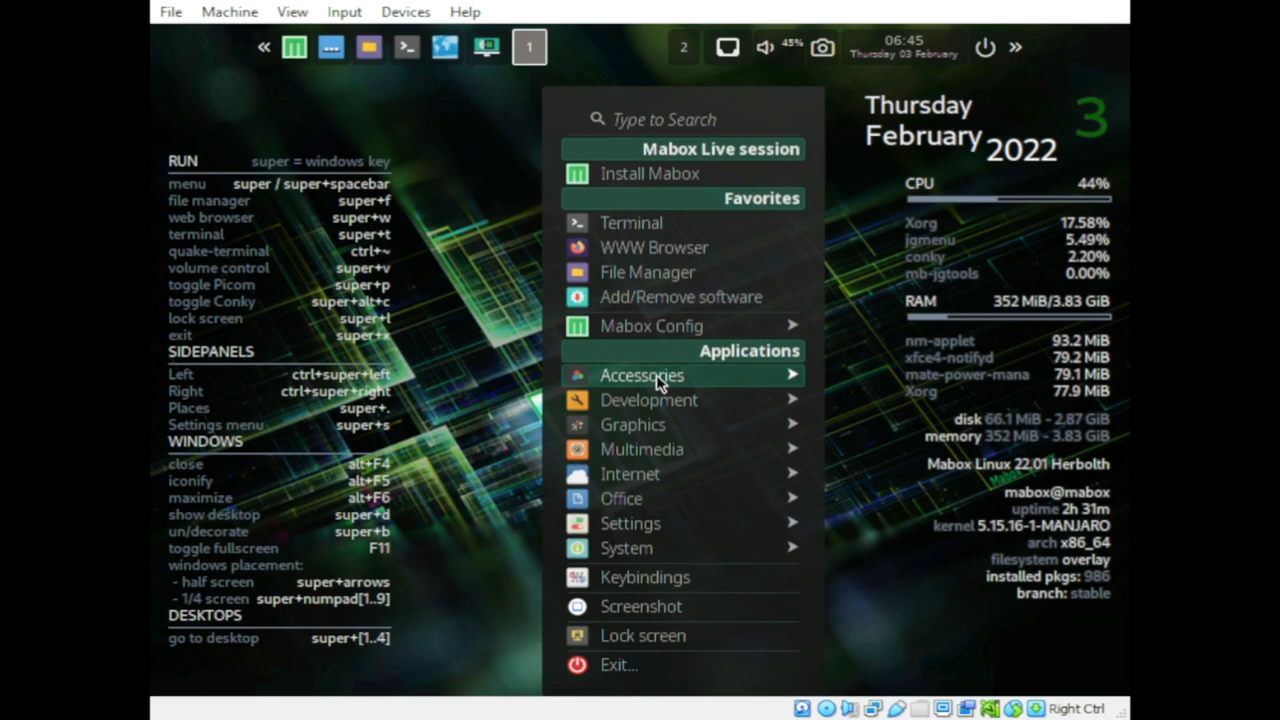 File Machine View Input Devices Help
« 1 2 45% 06:45 »
Thursday 03 February
RUN super = windows key
menu super / super+spacebar
file manager super+f
web browser super+w
terminal super+t
quake-terminal ctrl+~
volume control super+v
toggle Picom super+p
toggle Conky super+alt+c
lock screen super+l
exit super+x
SIDEPANELS
Left ctrl+super+left
Right ctrl+super+right
Places super+.
Settings menu super+s
WINDOWS
close alt+F4
iconify alt+F5
maximize alt+F6
show desktop super+d
un/decorate super+b
toggle fullscreen F11
windows placement:
- half screen super+arrows
- 1/4 screen super+numpad[1..9]
DESKTOPS
go to desktop super+[1..4]
Type to Search
Mabox Live session
Install Mabox
Favorites
Terminal
WWW Browser
File Manager
Add/Remove software
Mabox Config
Applications
Accessories
Development
Graphics
Multimedia
Internet
Office
Settings
System
Keybindings
Screenshot
Lock screen
Exit...
Thursday 3
February 2022
CPU 44%
Xorg 17.58%
jgmenu 5.49%
conky 2.20%
mb-jgtools 0.00%
RAM 352 MiB/3.83 GiB
nm-applet 93.2 MiB
xfce4-notifyd 79.2 MiB
mate-power-mana 79.1 MiB
Xorg 77.9 MiB
disk 66.1 MiB - 2.87 GiB
memory 352 MiB - 3.83 GiB
Mabox Linux 22.01 Herbolth
mabox@mabox
uptime 2h 31m
kernel 5.15.16-1-MANJARO
arch x86_64
filesystem overlay
installed pkgs: 986
branch: stable
Right Ctrl